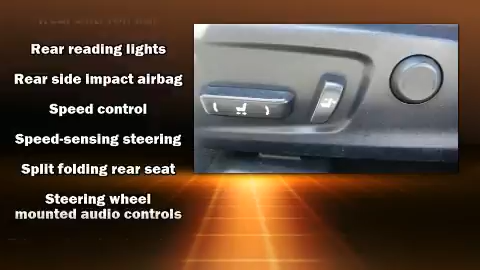 Rear reading lights
Rear side impact airbag
Speed control
Speed-sensing steering
Split folding rear seat
Steering wheel
mounted audio controls